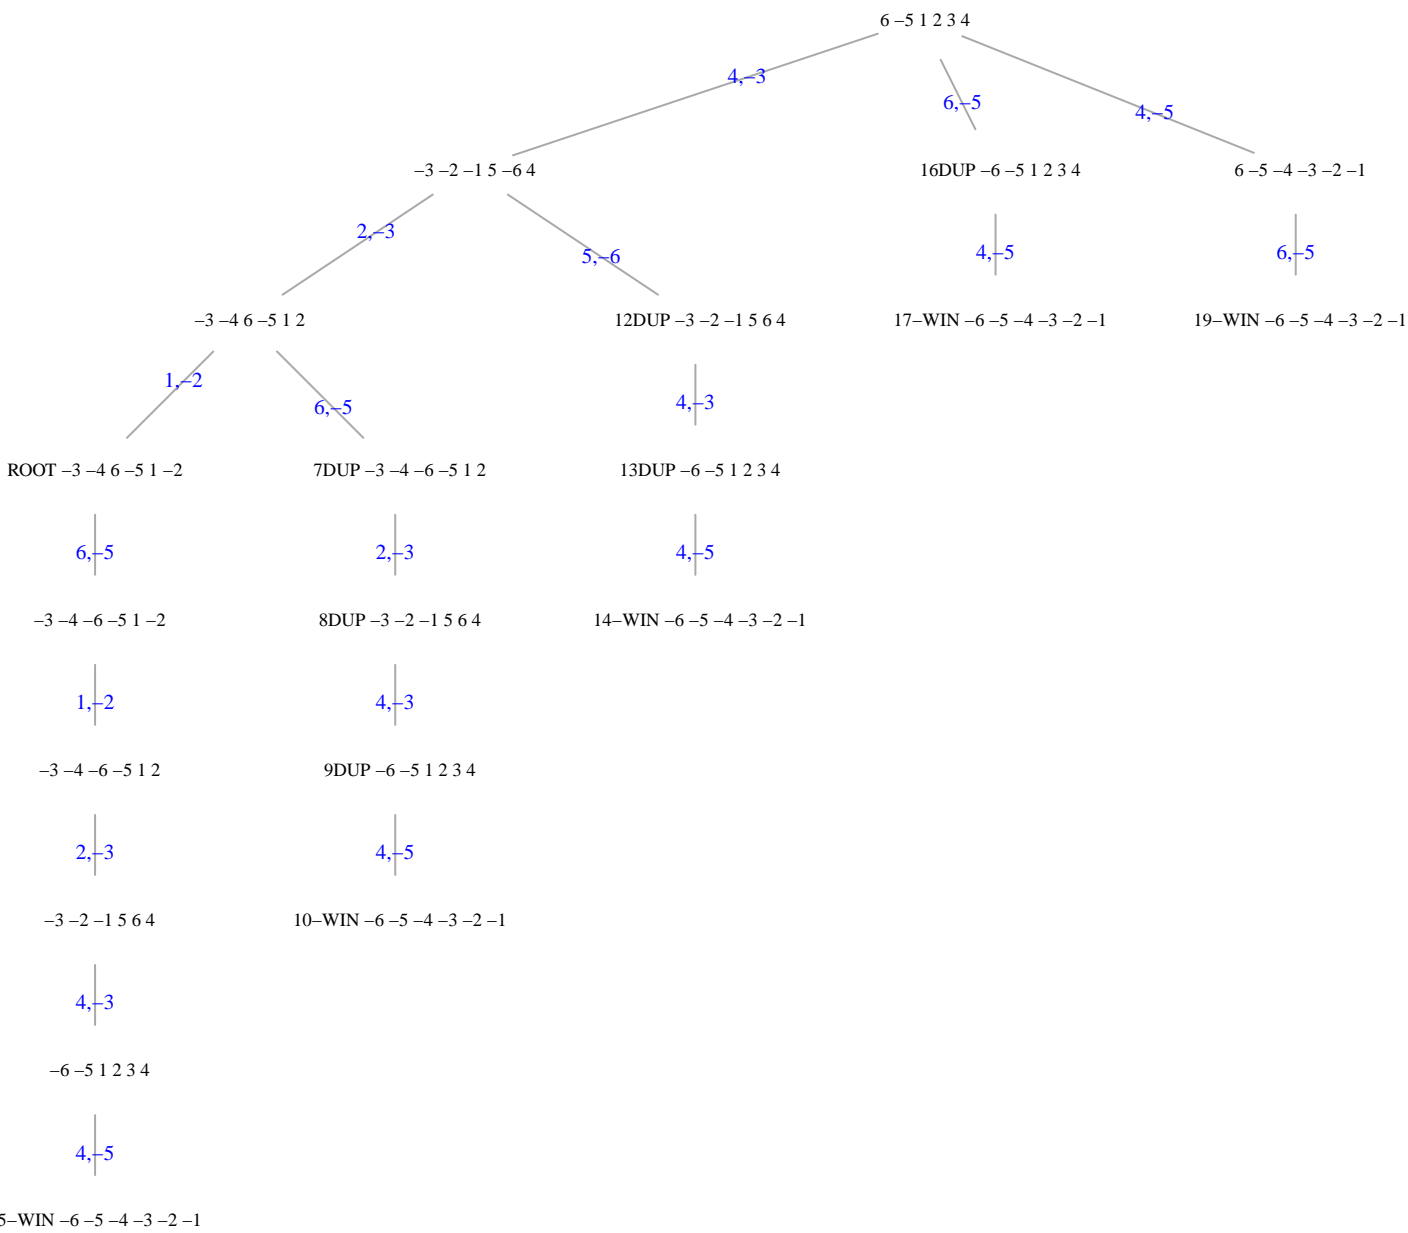 6 –5 1 2 3 4
4,–3
6,–5
4,–5
–3 –2 –1 5 –6 4
16DUP –6 –5 1 2 3 4
6 –5 –4 –3 –2 –1
2,–3
5,–6
4,–5
6,–5
–3 –4 6 –5 1 2
12DUP –3 –2 –1 5 6 4
17–WIN –6 –5 –4 –3 –2 –1
19–WIN –6 –5 –4 –3 –2 –1
1,–2
6,–5
4,–3
ROOT –3 –4 6 –5 1 –2
7DUP –3 –4 –6 –5 1 2
13DUP –6 –5 1 2 3 4
6,–5
2,–3
4,–5
–3 –4 –6 –5 1 –2
8DUP –3 –2 –1 5 6 4
14–WIN –6 –5 –4 –3 –2 –1
1,–2
4,–3
–3 –4 –6 –5 1 2
9DUP –6 –5 1 2 3 4
2,–3
4,–5
–3 –2 –1 5 6 4
10–WIN –6 –5 –4 –3 –2 –1
4,–3
–6 –5 1 2 3 4
4,–5
5–WIN –6 –5 –4 –3 –2 –1